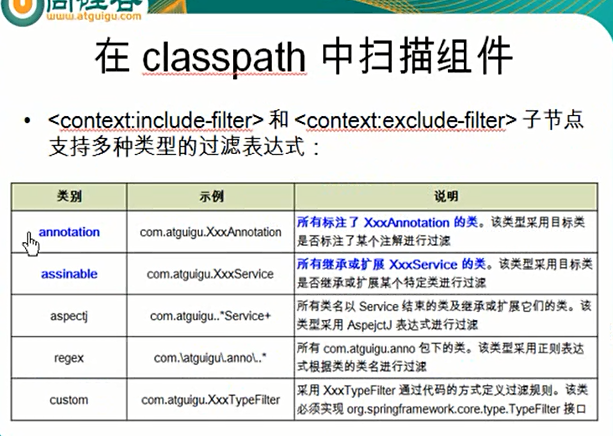 尚硅谷
www.atguigu.com
在 classpath 中扫描组件
• <context:include-filter> 和 <context:exclude-filter> 子节点
支持多种类型的过滤表达式：
类别 示例 说明
annotation com.atguigu.XxxAnnotation 所有标注了 XxxAnnotation 的类。该类型采用目标类
是否标注了某个注解进行过滤
assinable com.atguigu.XxxService 所有继承或扩展 XxxService 的类。该类型采用目标类
是否继承或扩展某个特定类进行过滤
aspectj com.atguigu..*Service+ 所有类名以 Service 结束的类及继承或扩展它们的类。该
类型采用 AspejctJ 表达式进行过滤
regex com.\atguigu\.anno\..* 所有 com.atguigu.anno 包下的类。该类型采用正则表达
式根据类的类名进行过滤
custom com.atguigu.XxxTypeFilter 采用 XxxTypeFilter 通过代码的方式定义过滤规则。该类
必须实现 org.springframework.core.type.TypeFilter 接口